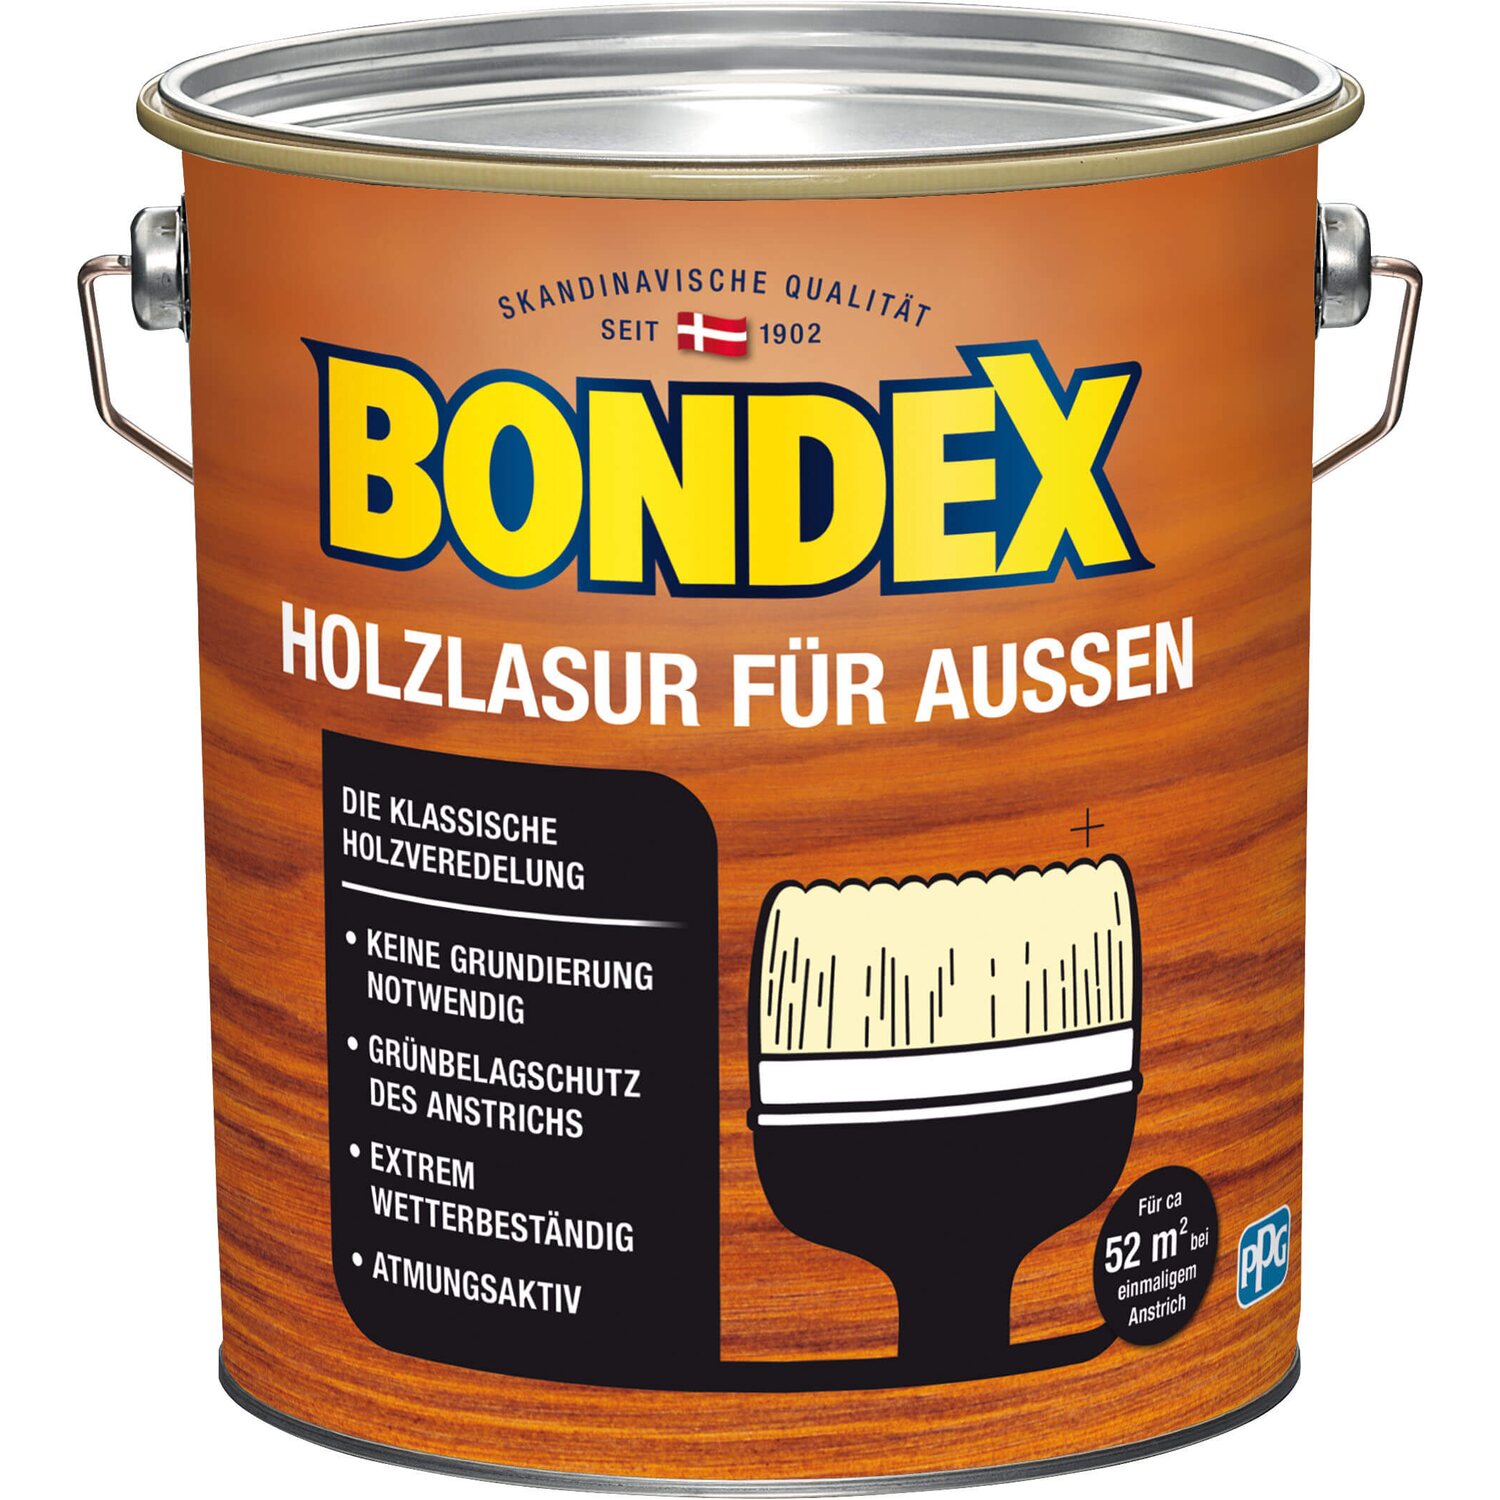 SKANDINAVISCHE QUALITÄT
SEIT 1902
BONDEX
HOLZLASUR FÜR AUSSEN
DIE KLASSISCHE
HOLZVEREDELUNG
• KEINE GRUNDIERUNG
NOTWENDIG
• GRÜNBELAGSCHUTZ
DES ANSTRICHS
• EXTREM
WETTERBESTÄNDIG
• ATMUNGSAKTIV
Für ca
52 m² bei
einmaligem
Anstrich
PPG